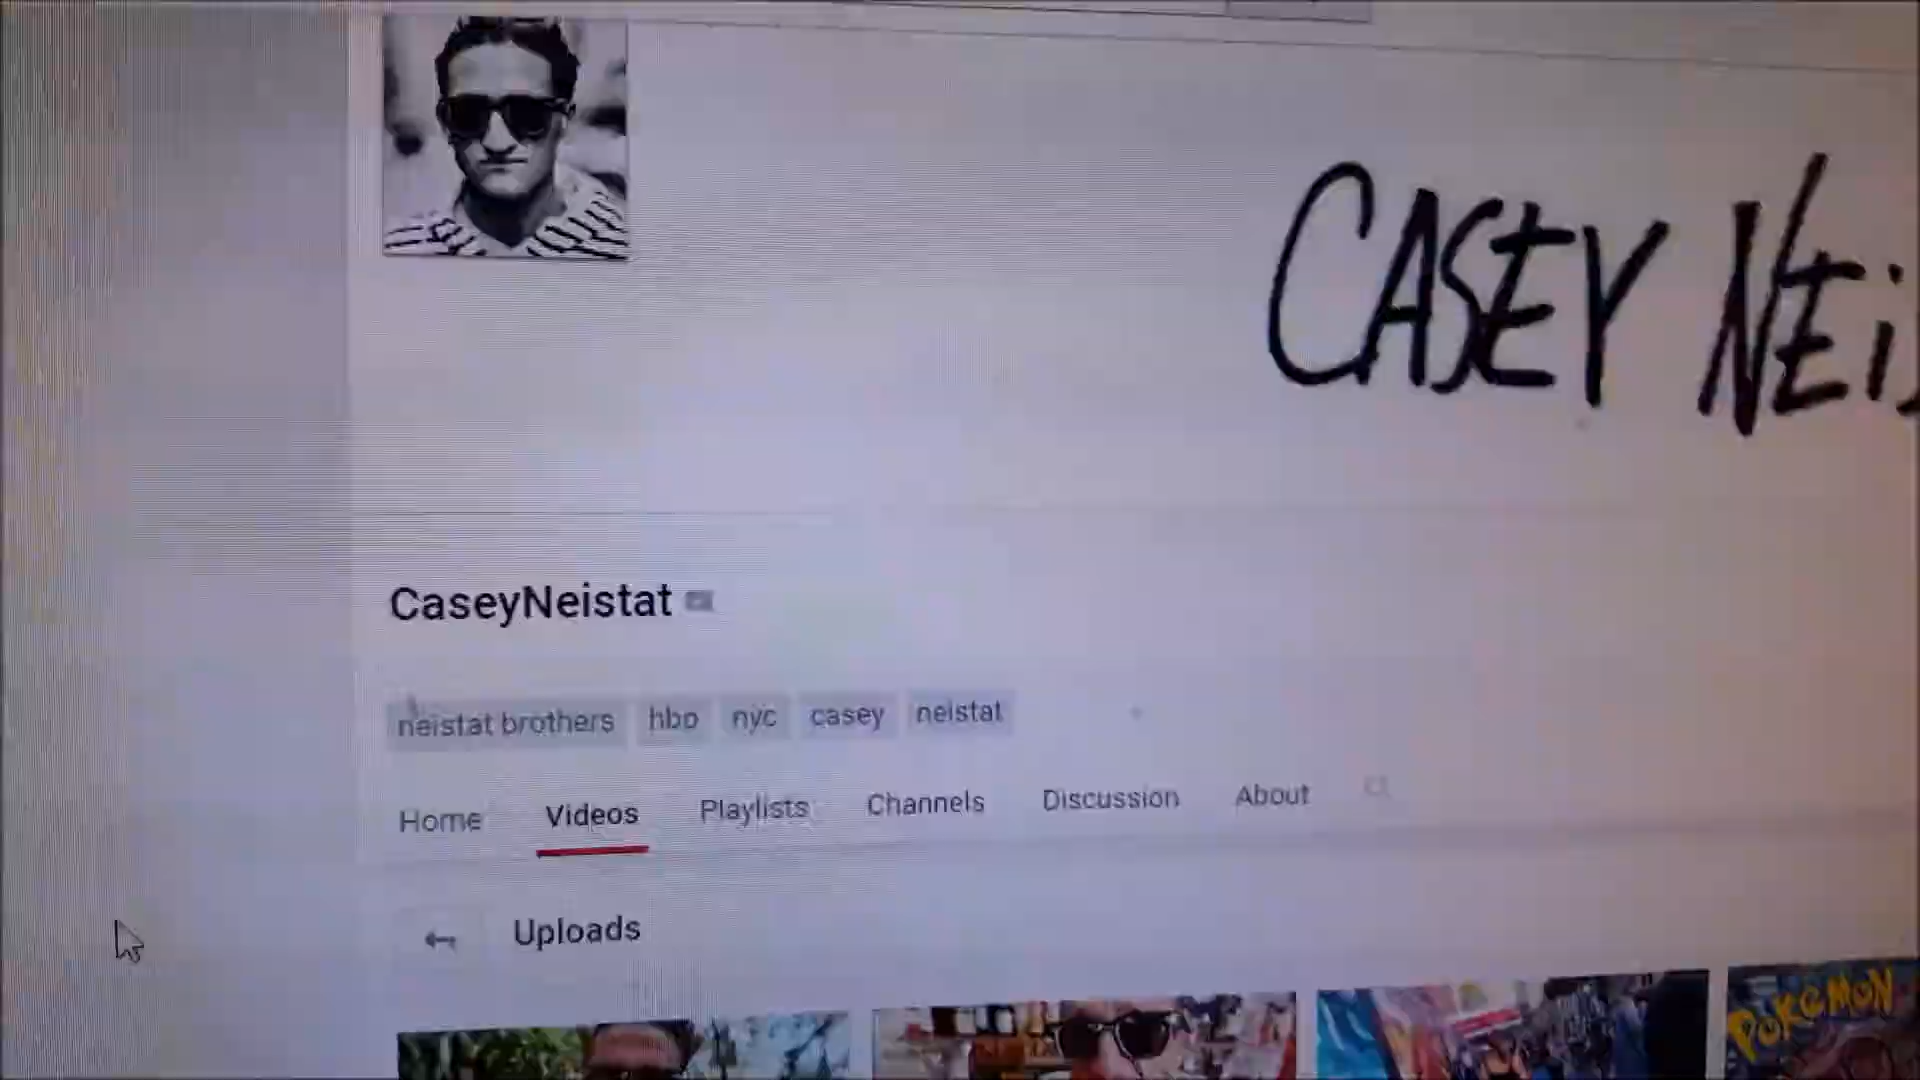 CASEY NEi
CaseyNeistat
neistat brothers hbo nyc casey neistat
Home Videos Playlists Channels Discussion About
Uploads
POKEMON